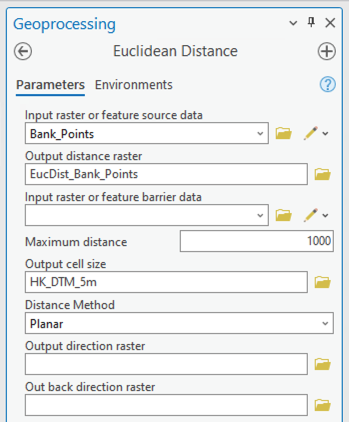 Geoprocessing
Euclidean Distance
Parameters Environments
Input raster or feature source data
Bank_Points
Output distance raster
EucDist_Bank_Points
Input raster or feature barrier data
Maximum distance 1000
Output cell size
HK_DTM_5m
Distance Method
Planar
Output direction raster
Out back direction raster